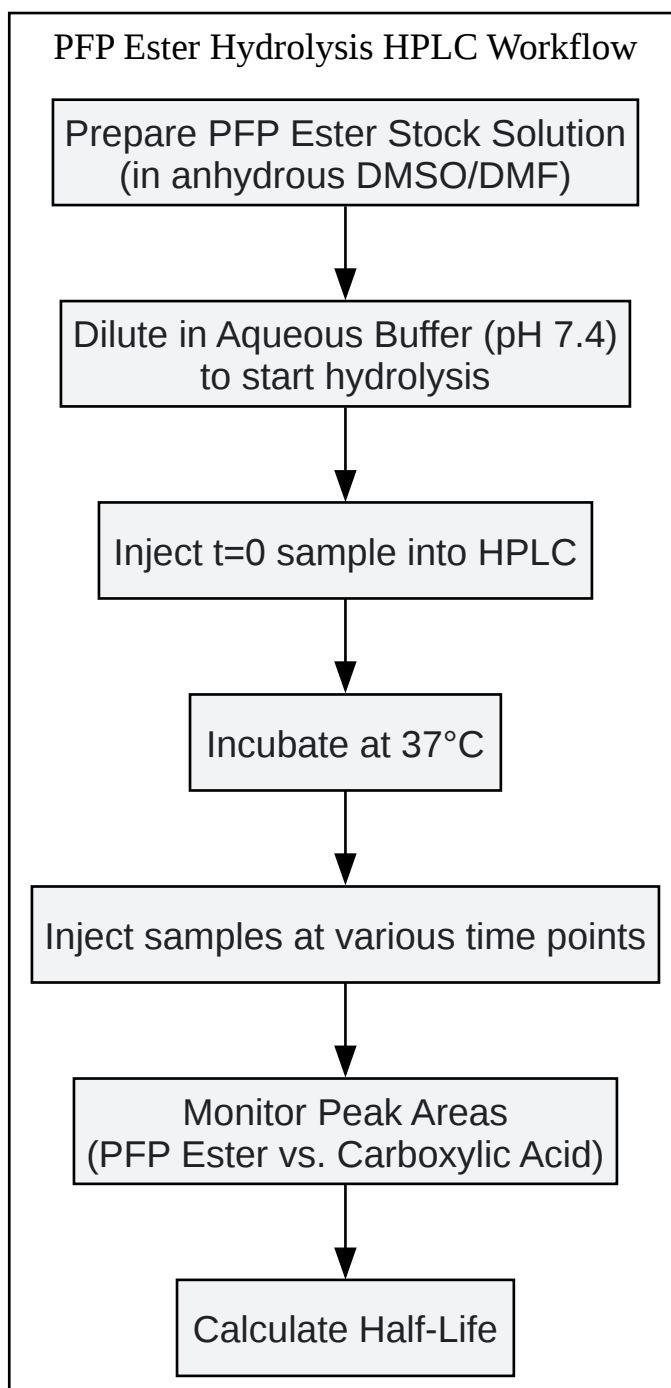 PFP Ester Hydrolysis HPLC Workflow
Prepare PFP Ester Stock Solution
(in anhydrous DMSO/DMF)
Dilute in Aqueous Buffer (pH 7.4)
to start hydrolysis
Inject t=0 sample into HPLC
Incubate at 37°C
Inject samples at various time points
Monitor Peak Areas
(PFP Ester vs. Carboxylic Acid)
Calculate Half-Life